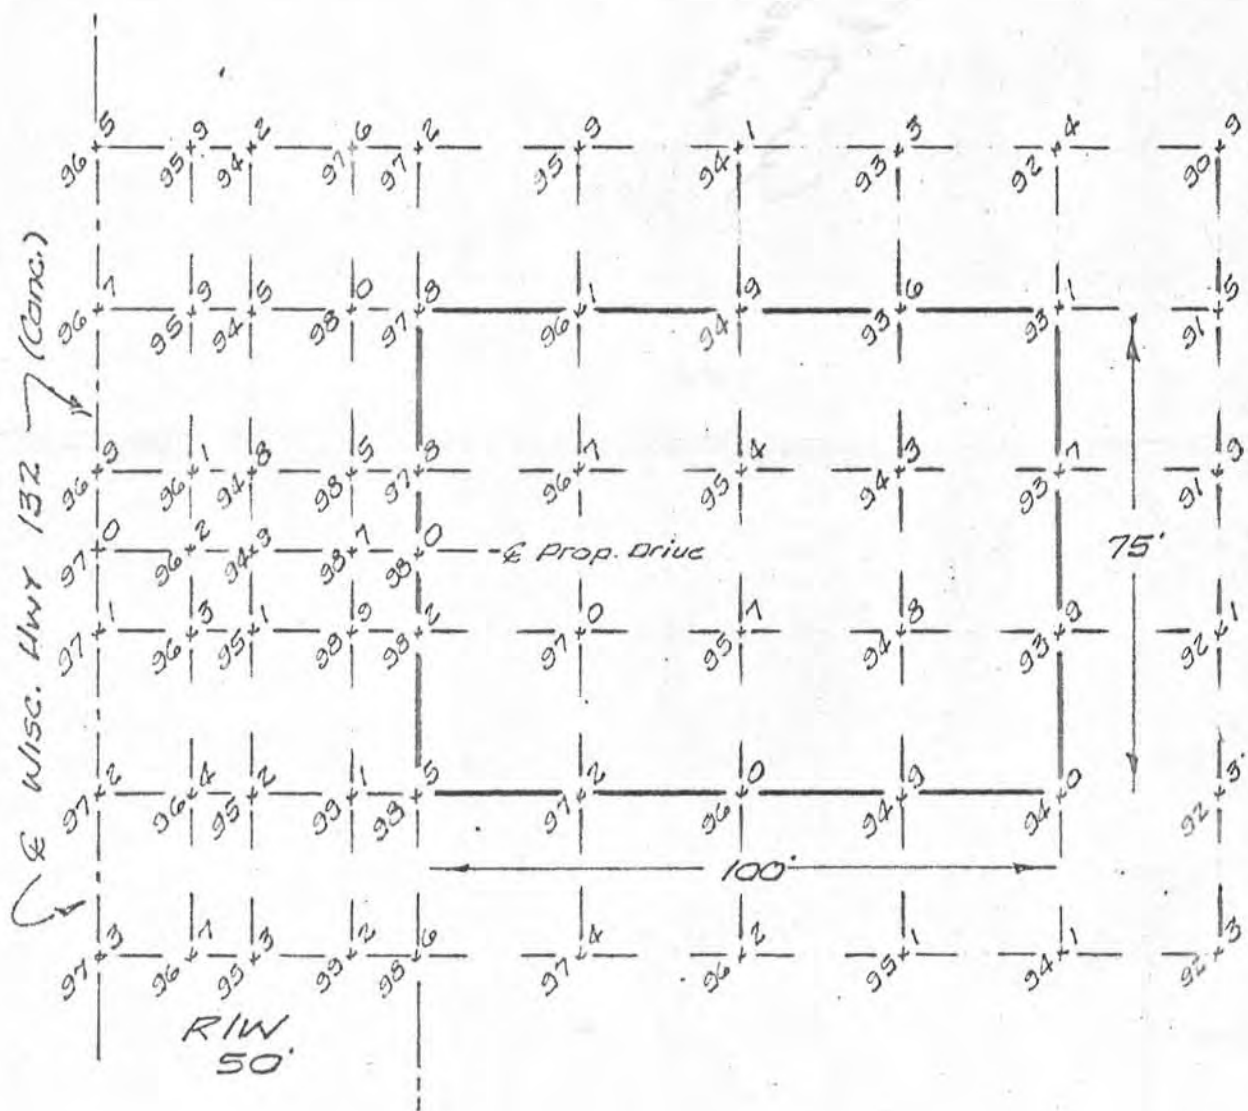 96.5 95.9 94.2 97.6 97.2 95.9 94.1 93.3 92.4 90.9
96.7 95.9 94.5 98.0 97.8 96.1 94.9 93.6 93.1 91.5
96.9 96.1 94.8 98.5 97.8 96.7 95.4 94.3 93.7 91.9
97.0 96.2 94.9 98.7 98.0 ℄ Prop. Drive
75'
97.1 96.3 95.1 98.9 98.2 97.0 95.7 94.8 93.9 92.1
97.2 96.4 95.2 99.1 98.5 97.2 96.0 94.9 94.0 92.3
100'
97.3 96.7 95.3 99.2 98.6 97.4 96.2 95.1 94.1 92.3
R/W
50'
℄ WISC. HWY 132 (Conc.)